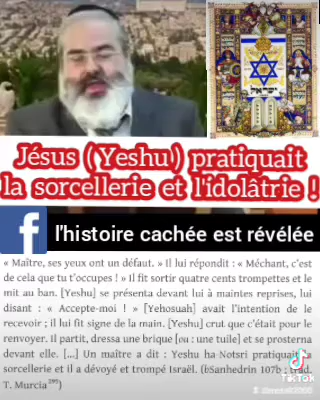 ישראל
Jésus (Yeshu) pratiquait
la sorcellerie et l'idolâtrie !
f l'histoire cachée est révélée
« Maître, ses yeux ont un défaut. » Il lui répondit : « Méchant, c'est
de cela que tu t'occupes ! » Il fit sortir quatre cents trompettes et le
mit au ban. [Yeshu] se présenta devant lui à maintes reprises, lui
disant : « Accepte-moi ! » [Yehosuah] avait l'intention de le
recevoir ; il lui fit signe de la main. [Yeshu] crut que c'était pour le
renvoyer. Il partit, dressa une brique [ou : une tuile] et se prosterna
devant elle. [...] Un maître a dit : Yeshu ha-Notsri pratiquait la
sorcellerie et il a dévoyé et trompé Israël. (bSanhedrin 107b ; trad.
T. Murcia
TikTok